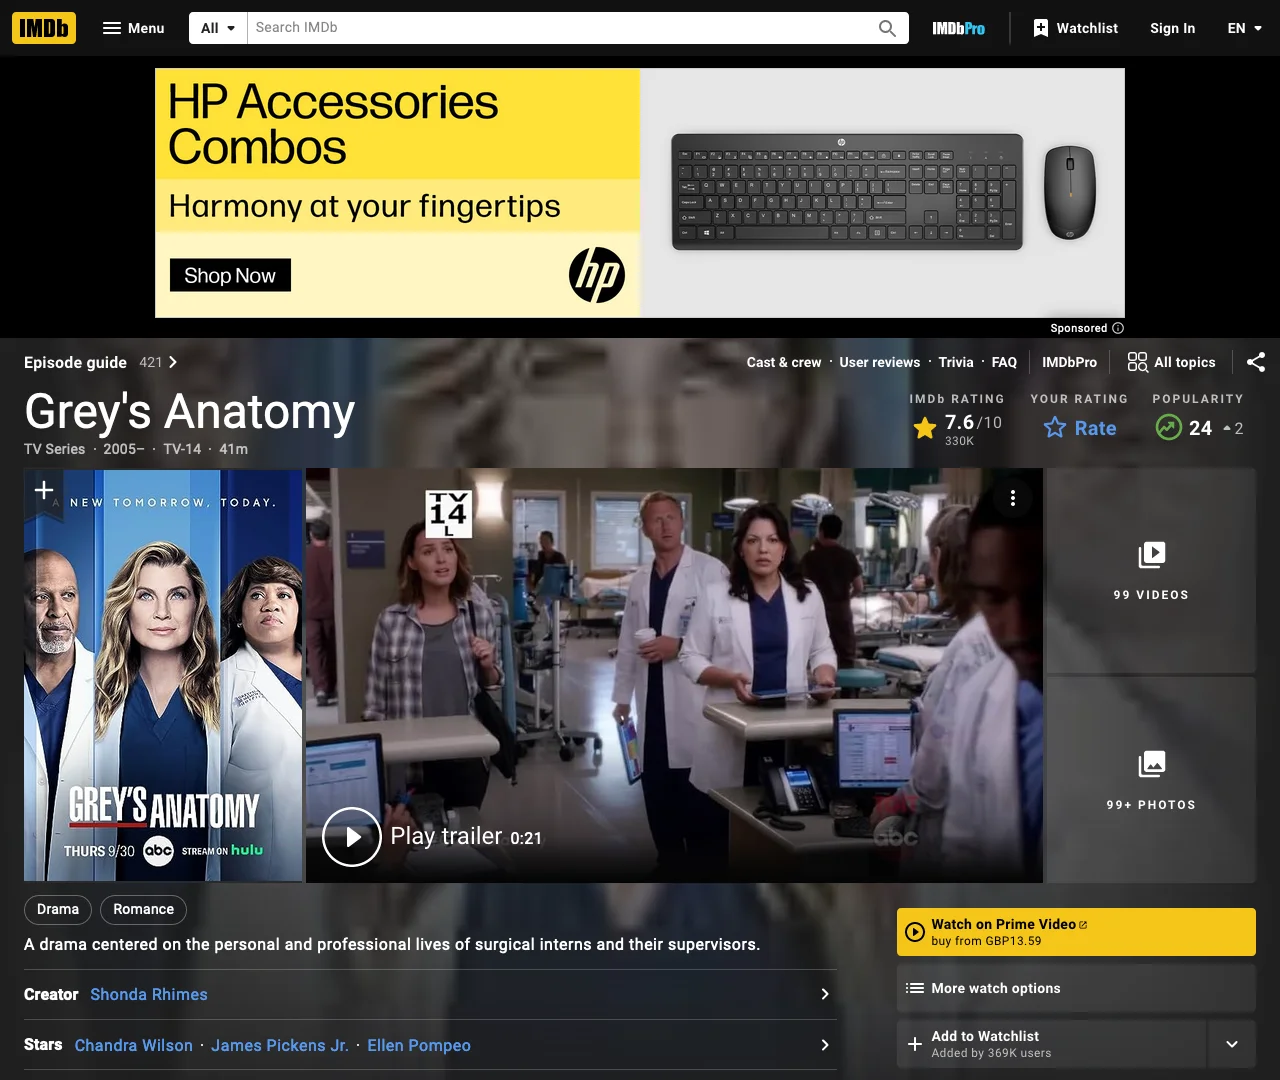 IMDb
Menu
All
Search IMDb
IMDbPro
Watchlist
Sign In
EN
HP Accessories
Combos
Harmony at your fingertips
Shop Now
hp
Sponsored
Episode guide 421
Cast & crew · User reviews · Trivia · FAQ
IMDbPro
All topics
Grey's Anatomy
TV Series · 2005– · TV-14 · 41m
IMDb RATING
7.6/10
330K
YOUR RATING
Rate
POPULARITY
24
2
A NEW TOMORROW, TODAY.
GREY'S ANATOMY
THURS 9/30 abc STREAM ON hulu
TV
14
L
abc
Play trailer 0:21
99 VIDEOS
99+ PHOTOS
Drama
Romance
A drama centered on the personal and professional lives of surgical interns and their supervisors.
Creator Shonda Rhimes
Stars Chandra Wilson · James Pickens Jr. · Ellen Pompeo
Watch on Prime Video
buy from GBP13.59
More watch options
Add to Watchlist
Added by 369K users